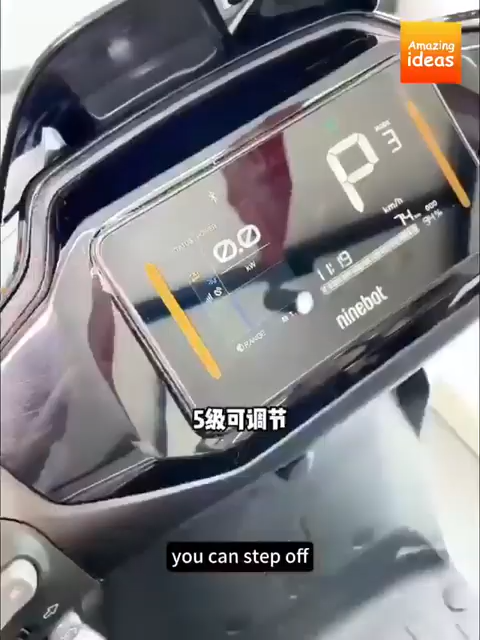 Amazing
ideas
P
3
km/h
74
94%
0.0
kW
11:19
ninebot
5级可调节
you can step off